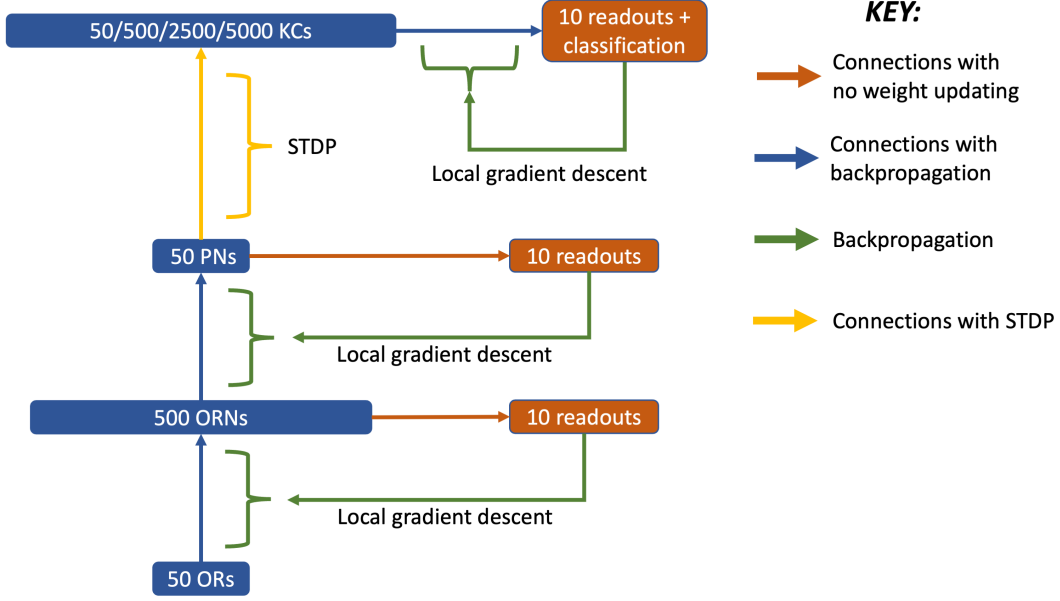 50/500/2500/5000 KCs
10 readouts +
classification
KEY:
Connections with
no weight updating
STDP
Connections with
backpropagation
Local gradient descent
50 PNs
10 readouts
Backpropagation
Connections with STDP
Local gradient descent
500 ORNs
10 readouts
Local gradient descent
50 ORs